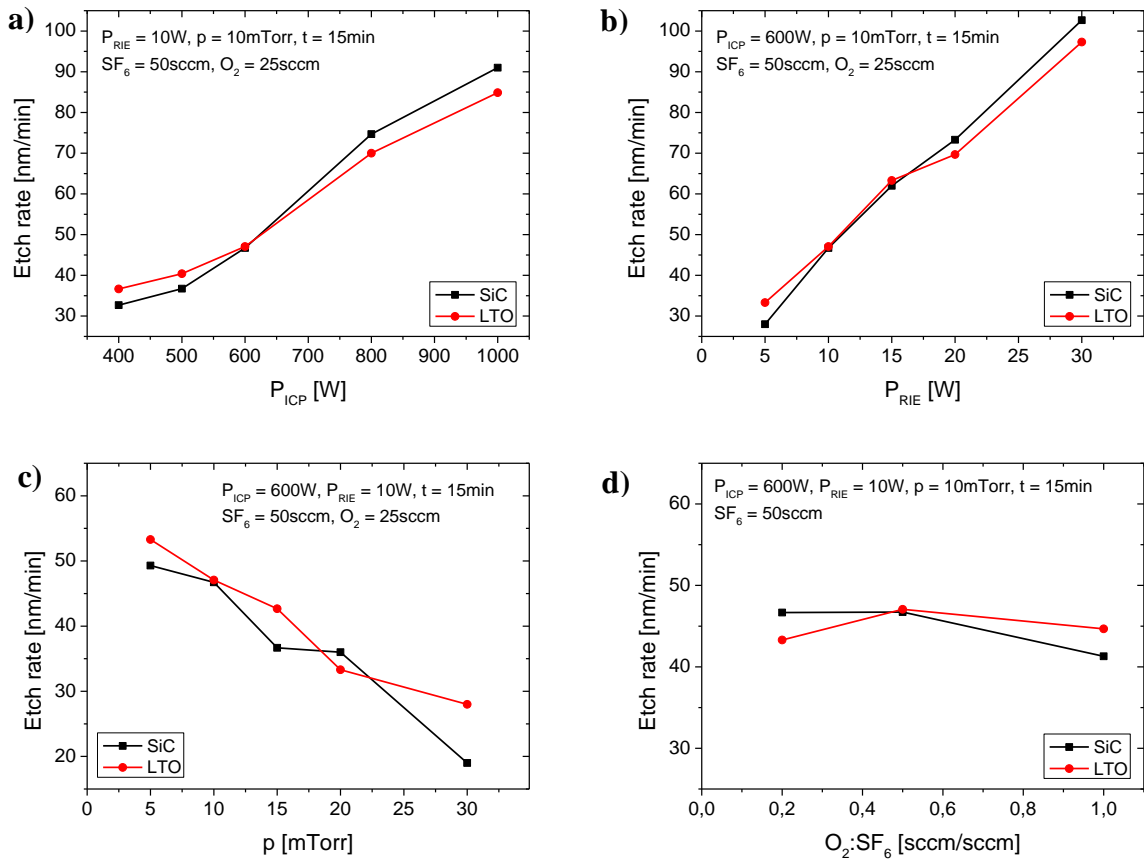 a)
P_RIE = 10W, p = 10mTorr, t = 15min
SF_6 = 50sccm, O_2 = 25sccm
100
90
80
70
60
50
40
30
Etch rate [nm/min]
SiC
LTO
400 500 600 700 800 900 1000
P_ICP [W]
b)
P_ICP = 600W, p = 10mTorr, t = 15min
SF_6 = 50sccm, O_2 = 25sccm
100
90
80
70
60
50
40
30
Etch rate [nm/min]
SiC
LTO
0 5 10 15 20 25 30
P_RIE [W]
c)
P_ICP = 600W, P_RIE = 10W, t = 15min
SF_6 = 50sccm, O_2 = 25sccm
60
50
40
30
20
Etch rate [nm/min]
SiC
LTO
0 5 10 15 20 25 30
p [mTorr]
d)
P_ICP = 600W, P_RIE = 10W, p = 10mTorr, t = 15min
SF_6 = 50sccm
60
50
40
30
Etch rate [nm/min]
SiC
LTO
0,0 0,2 0,4 0,6 0,8 1,0
O_2:SF_6 [sccm/sccm]